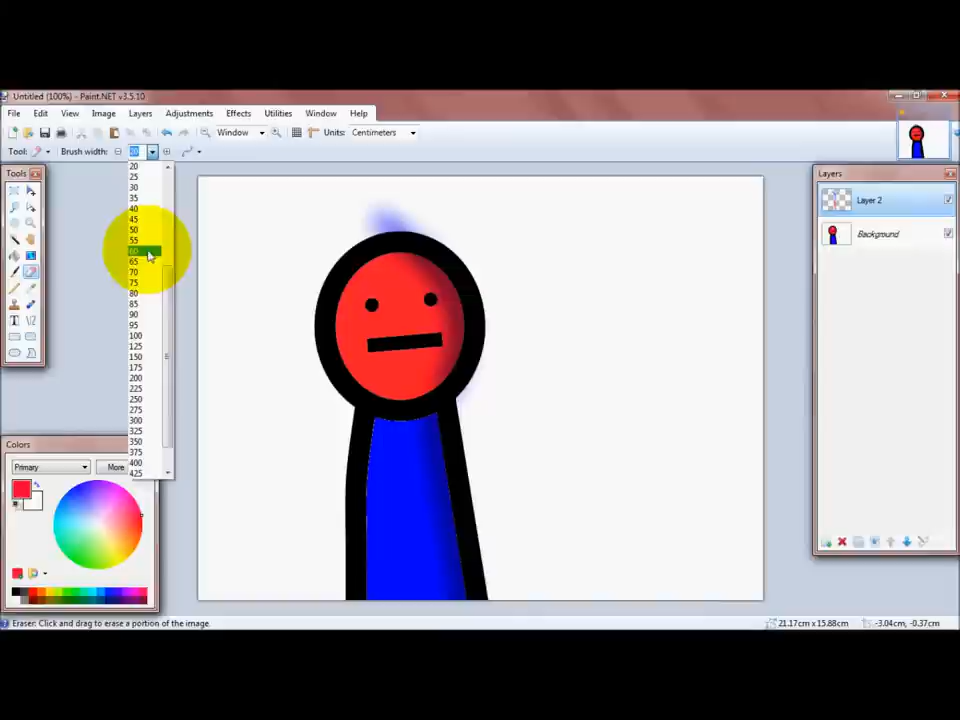 Untitled (100%) - Paint.NET v3.5.10
File Edit View Image Layers Adjustments Effects Utilities Window Help
Window Units: Centimeters
Tool: Brush width: 20
20
25
30
35
40
45
50
55
60
65
70
75
80
85
90
95
100
125
150
175
200
225
250
275
300
325
350
375
400
425
Tools
T
Colors
Primary More
Layers
Layer 2
Background
Eraser: Click and drag to erase a portion of the image. 21.17cm x 15.88cm -3.04cm, -0.37cm